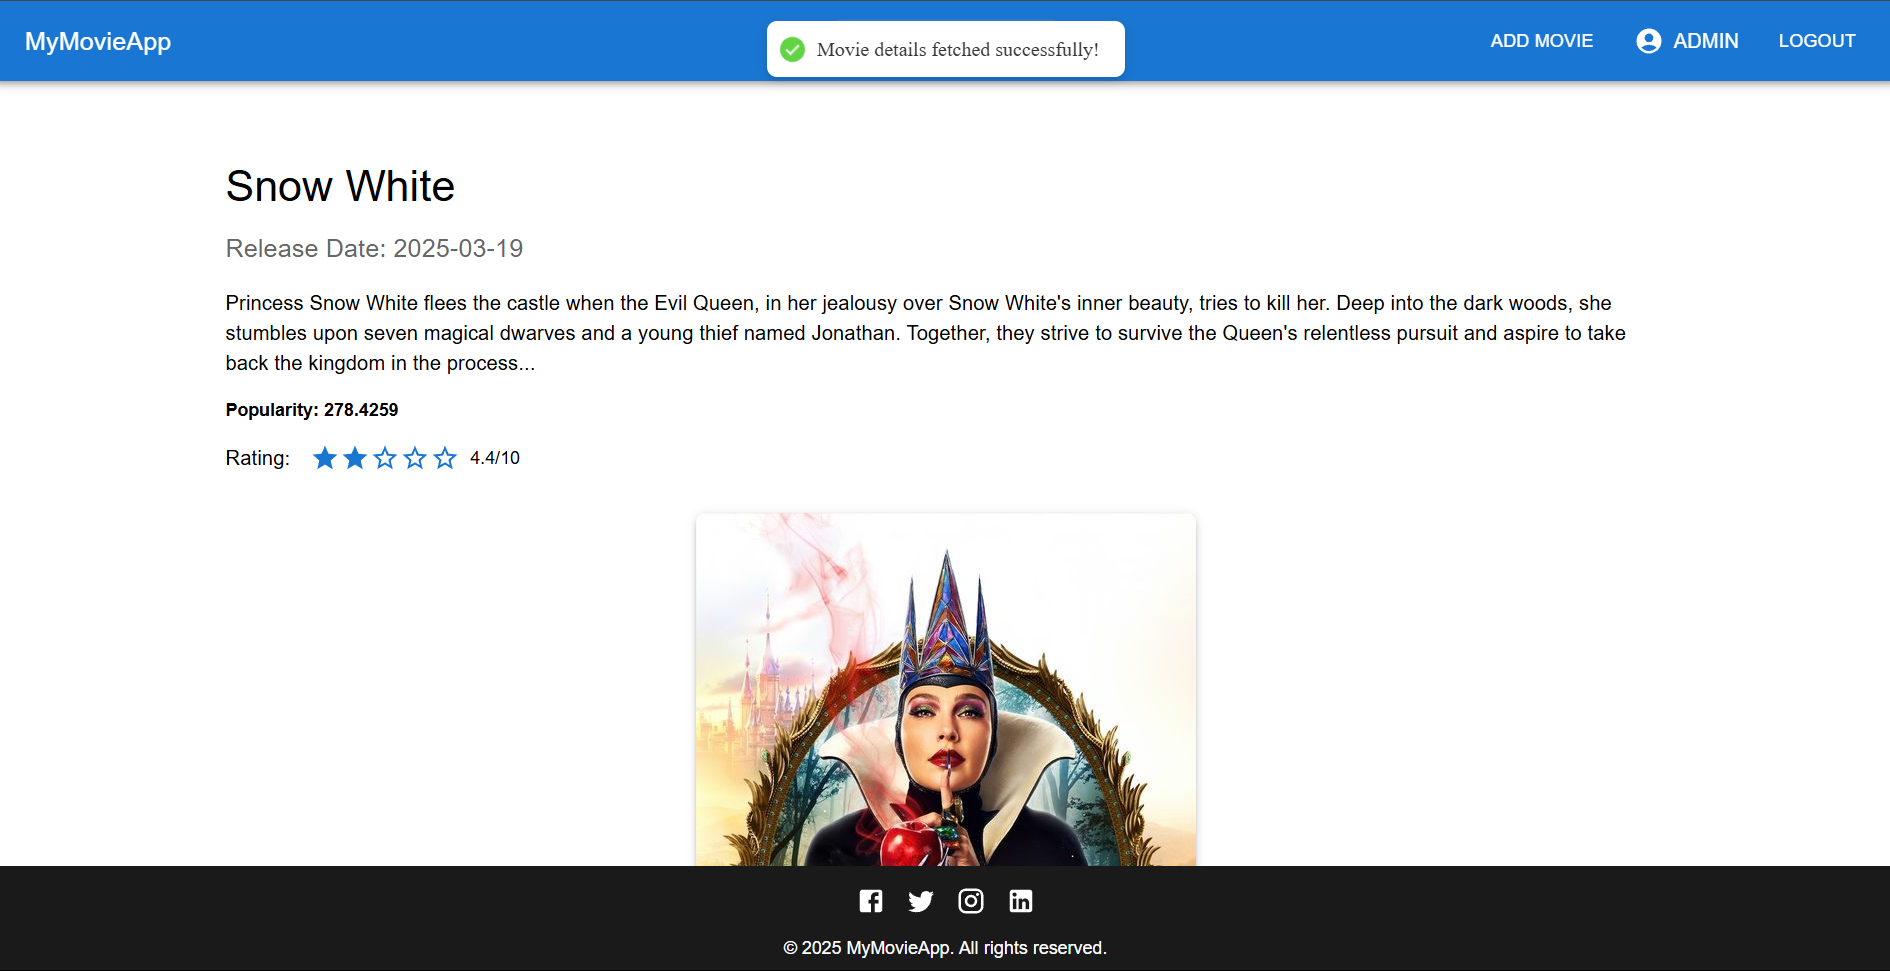 MyMovieApp
Movie details fetched successfully!
ADD MOVIE
ADMIN
LOGOUT
Snow White
Release Date: 2025-03-19
Princess Snow White flees the castle when the Evil Queen, in her jealousy over Snow White's inner beauty, tries to kill her. Deep into the dark woods, she
stumbles upon seven magical dwarves and a young thief named Jonathan. Together, they strive to survive the Queen's relentless pursuit and aspire to take
back the kingdom in the process...
Popularity: 278.4259
Rating: 4.4/10
© 2025 MyMovieApp. All rights reserved.